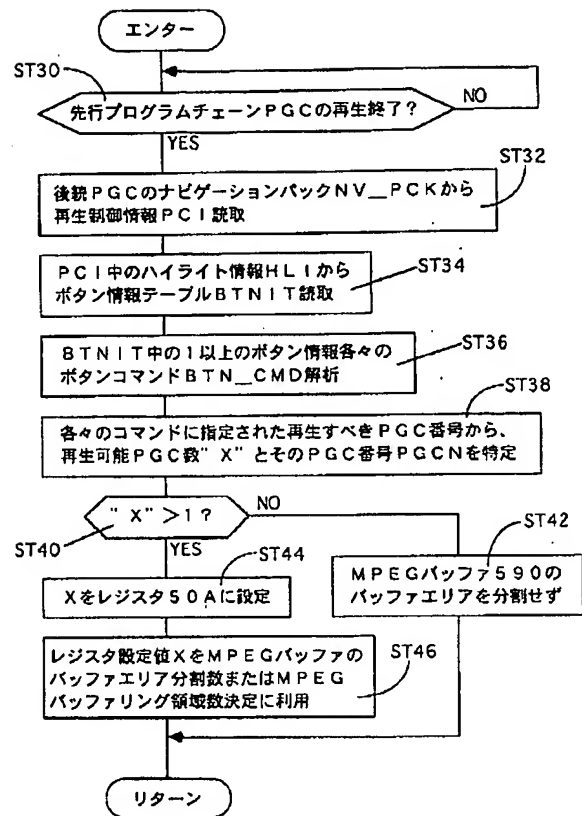 エンター
ST30
先行プログラムチェーンPGCの再生終了?
NO
YES
ST32
後続PGCのナビゲーションパックNV__PCKから
再生制御情報PCI読取
ST34
PCI中のハイライト情報HLIから
ボタン情報テーブルBTNIT読取
ST36
BTNIT中の1以上のボタン情報各々の
ボタンコマンドBTN__CMD解析
ST38
各々のコマンドに指定された再生すべきPGC番号から、
再生可能PGC数"X"とそのPGC番号PGCNを特定
"X">1?
NO
ST40
YES
ST42
ST44
MPEGバッファ590の
バッファエリアを分割せず
Xをレジスタ50Aに設定
レジスタ設定値XをMPEGバッファの
バッファエリア分割数またはMPEG
バッファリング領域数決定に利用
ST46
リターン